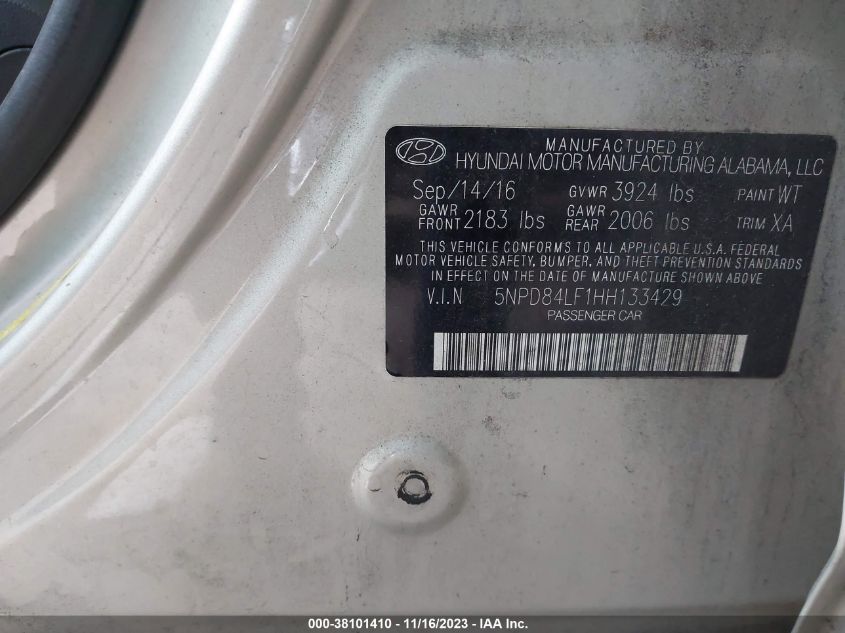 MANUFACTURED BY
HYUNDAI MOTOR MANUFACTURING ALABAMA, LLC
Sep/14/16 GVWR 3924 lbs PAINT WT
GAWR FRONT 2183 lbs GAWR REAR 2006 lbs TRIM XA
THIS VEHICLE CONFORMS TO ALL APPLICABLE U.S.A. FEDERAL
MOTOR VEHICLE SAFETY, BUMPER, AND THEFT PREVENTION STANDARDS
IN EFFECT ON THE DATE OF MANUFACTURE SHOWN ABOVE
V.I.N 5NPD84LF1HH133429
PASSENGER CAR
000-38101410 - 11/16/2023 - IAA Inc.